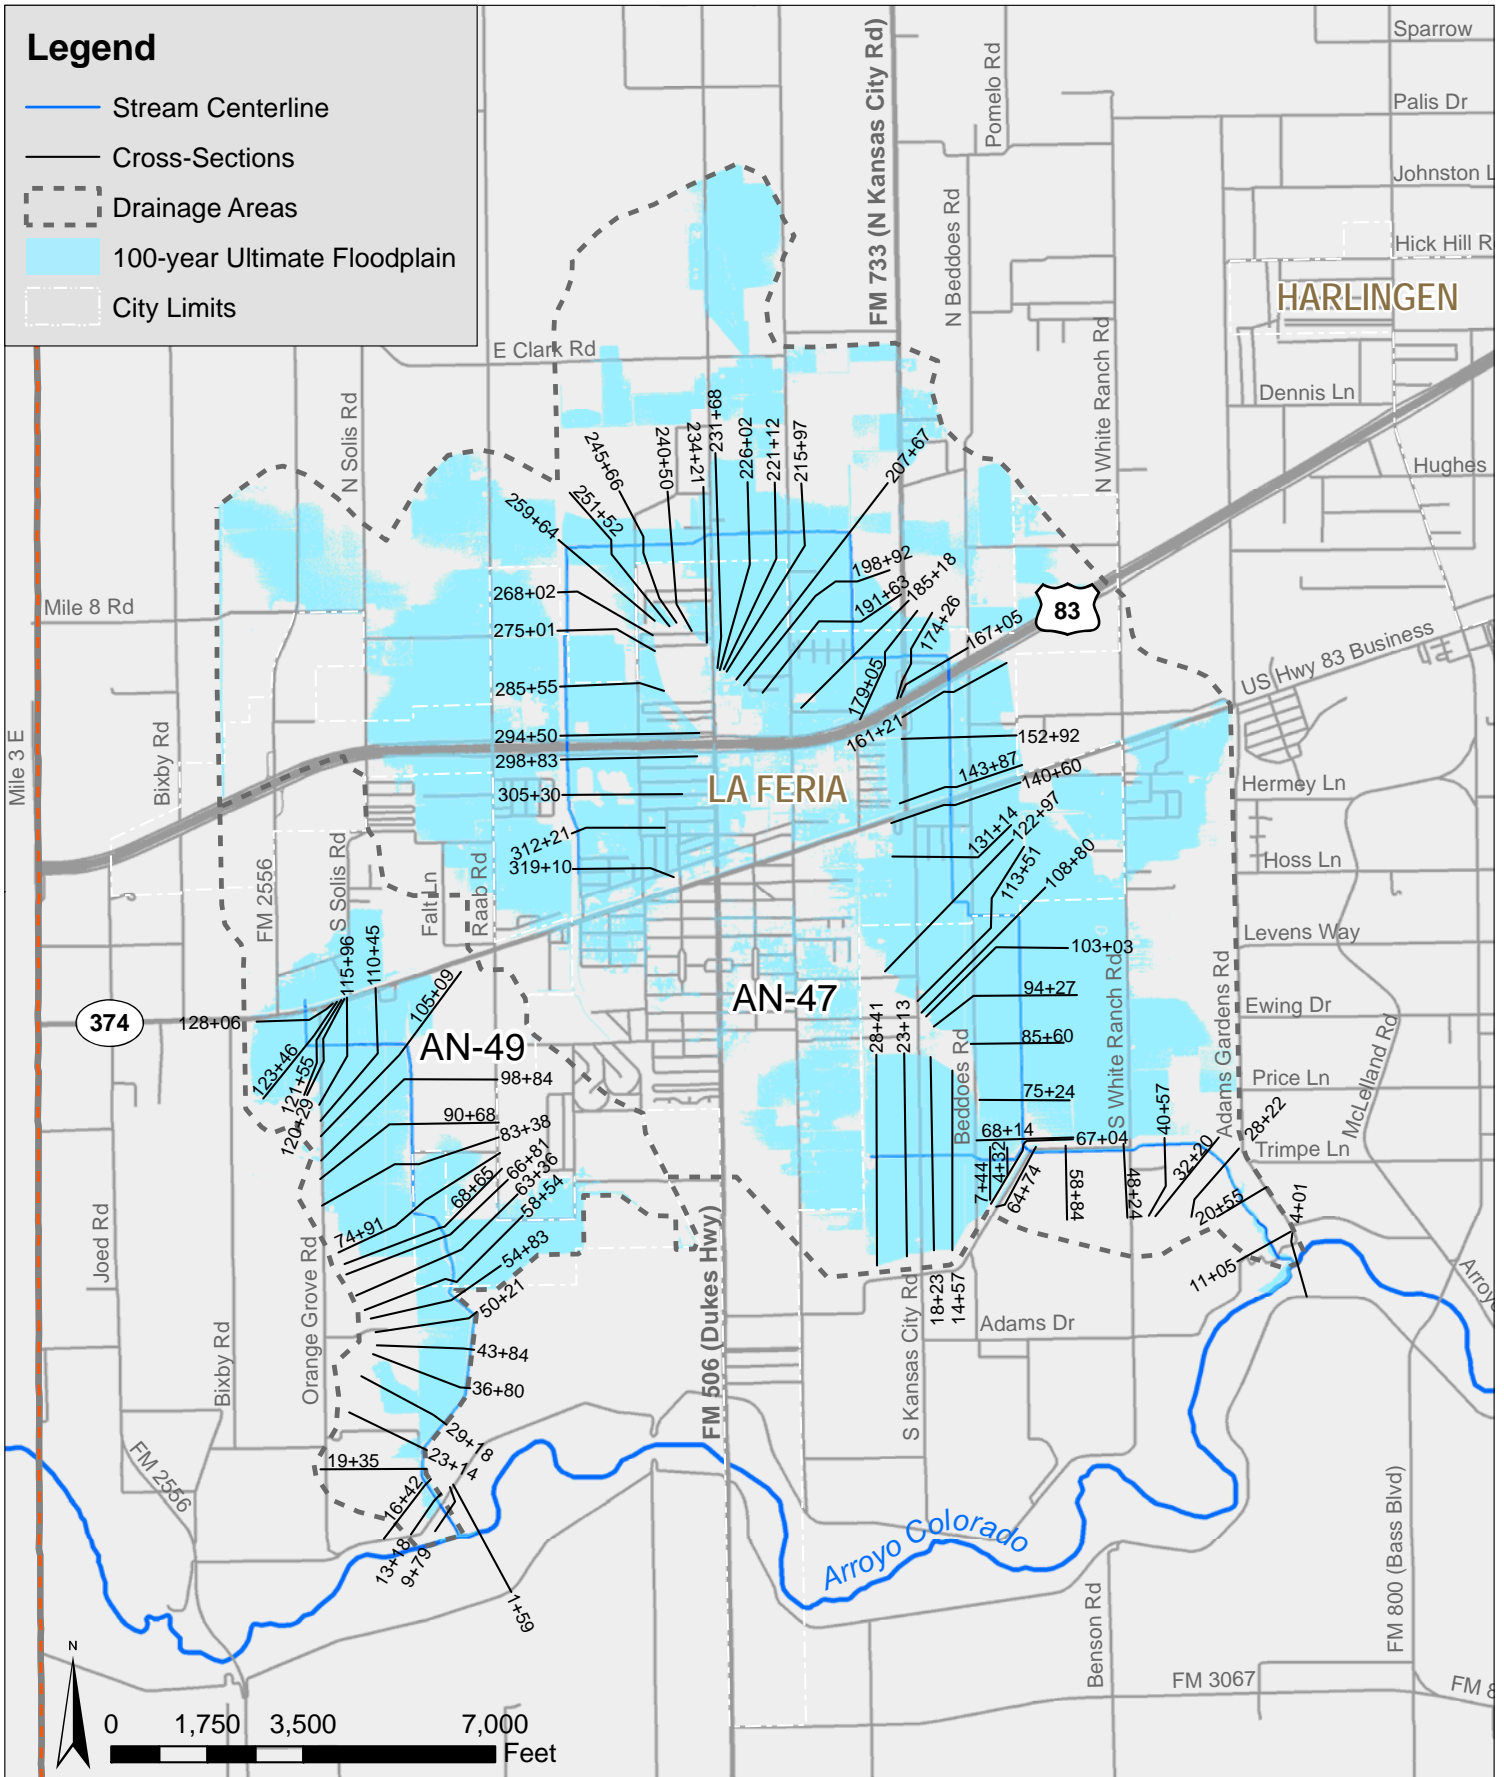 Legend
Stream Centerline
Cross-Sections
Drainage Areas
100-year Ultimate Floodplain
City Limits
Sparrow
Palis Dr
Johnston L
Hick Hill R
HARLINGEN
Dennis Ln
Hughes
FM 733 (N Kansas City Rd)
Pomelo Rd
N Beddoes Rd
N White Ranch Rd
E Clark Rd
N Solis Rd
231+68
234+21
240+50
245+66
251+52
259+64
226+02
221+12
215+97
207+67
198+92
191+63
185+18
174+26
167+05
179+05
161+21
268+02
275+01
285+55
294+50
298+83
305+30
312+21
319+10
Mile 8 Rd
83
US Hwy 83 Business
Mile 3 E
Bixby Rd
LA FERIA
152+92
143+87
140+60
131+14
122+97
113+51
108+80
103+03
94+27
85+60
75+24
68+14
67+04
Hermey Ln
Hoss Ln
Levens Way
Ewing Dr
Price Ln
Trimpe Ln
McLelland Rd
Adams Gardens Rd
S White Ranch Rd
Beddoes Rd
FM 2556
S Solis Rd
Falt Ln
Raab Rd
115+96
110+45
105+09
374
128+06
123+46
121+55
120+29
AN-49
AN-47
98+84
90+68
83+38
66+81
63+36
58+54
68+65
74+91
54+83
50+21
43+84
36+80
29+18
23+14
19+35
16+42
13+18
9+79
1+59
28+41
23+13
18+23
14+57
7+44
4+32
64+74
58+84
48+24
40+57
32+20
28+22
20+55
11+05
4+01
Joed Rd
Bixby Rd
Orange Grove Rd
FM 506 (Dukes Hwy)
S Kansas City Rd
Adams Dr
Arroyo
FM 2556
Arroyo Colorado
Benson Rd
FM 800 (Bass Blvd)
FM 3067
FM 8
N
0 1,750 3,500 7,000
Feet